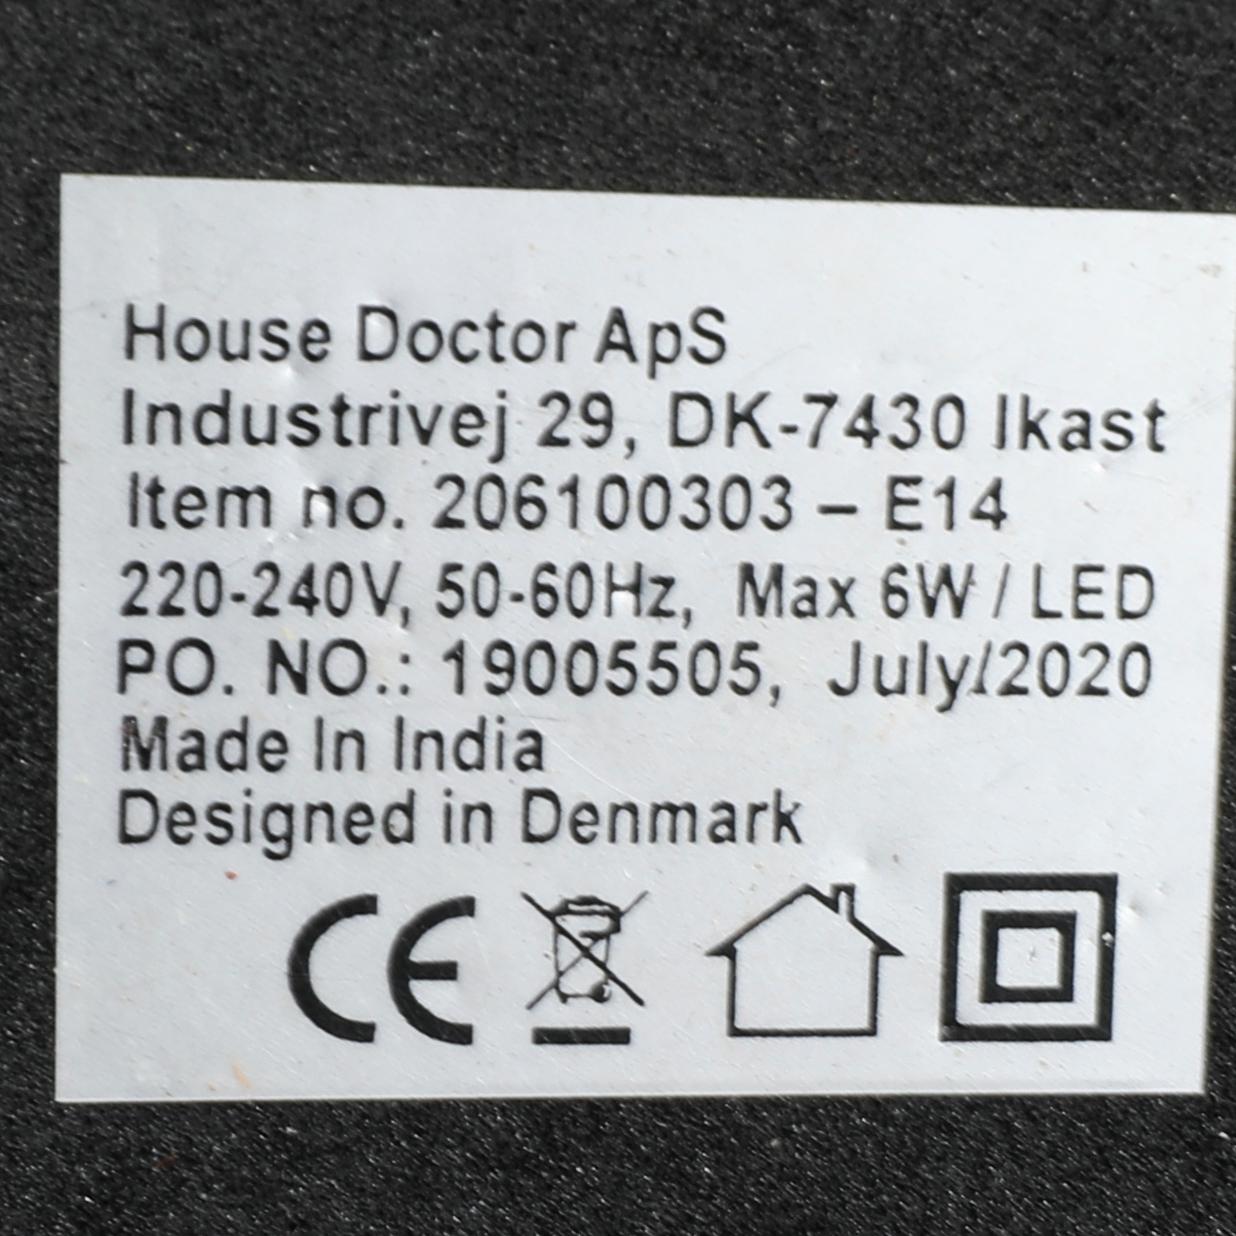 House Doctor ApS
Industrivej 29, DK-7430 Ikast
Item no. 206100303 – E14
220-240V, 50-60Hz, Max 6W / LED
PO. NO.: 19005505, July/2020
Made In India
Designed in Denmark
CE